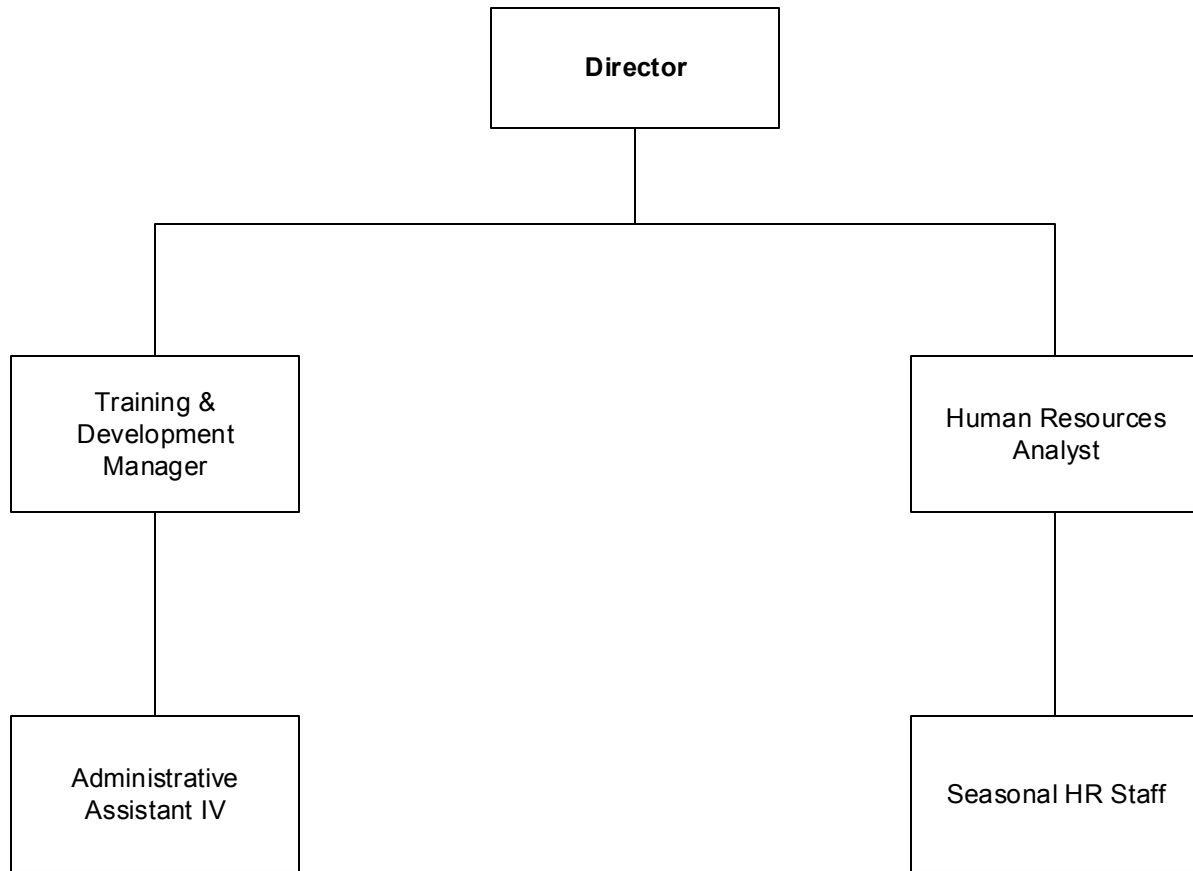 Director
Training &
Development
Manager
Human Resources
Analyst
Administrative
Assistant IV
Seasonal HR Staff